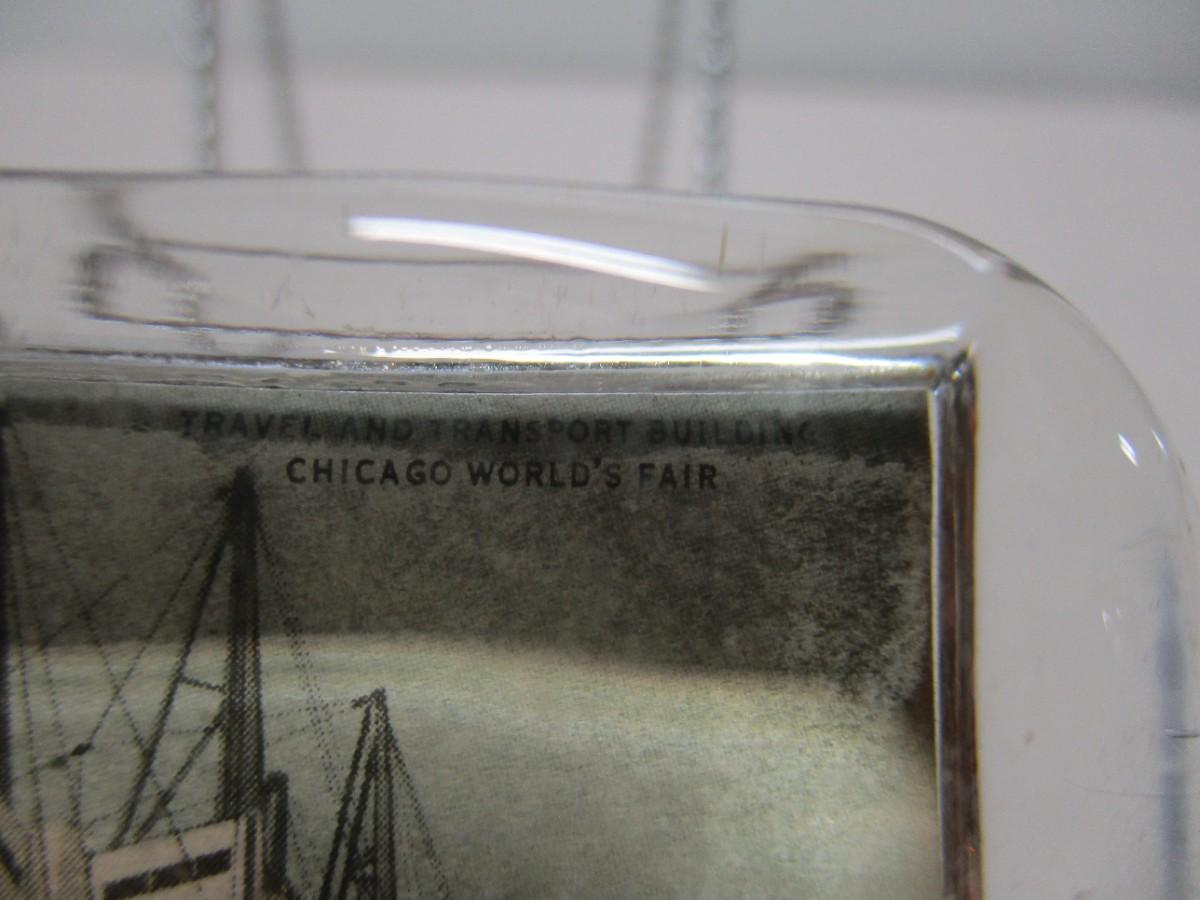 TRAVEL AND TRANSPORT BUILDING
CHICAGO WORLD'S FAIR